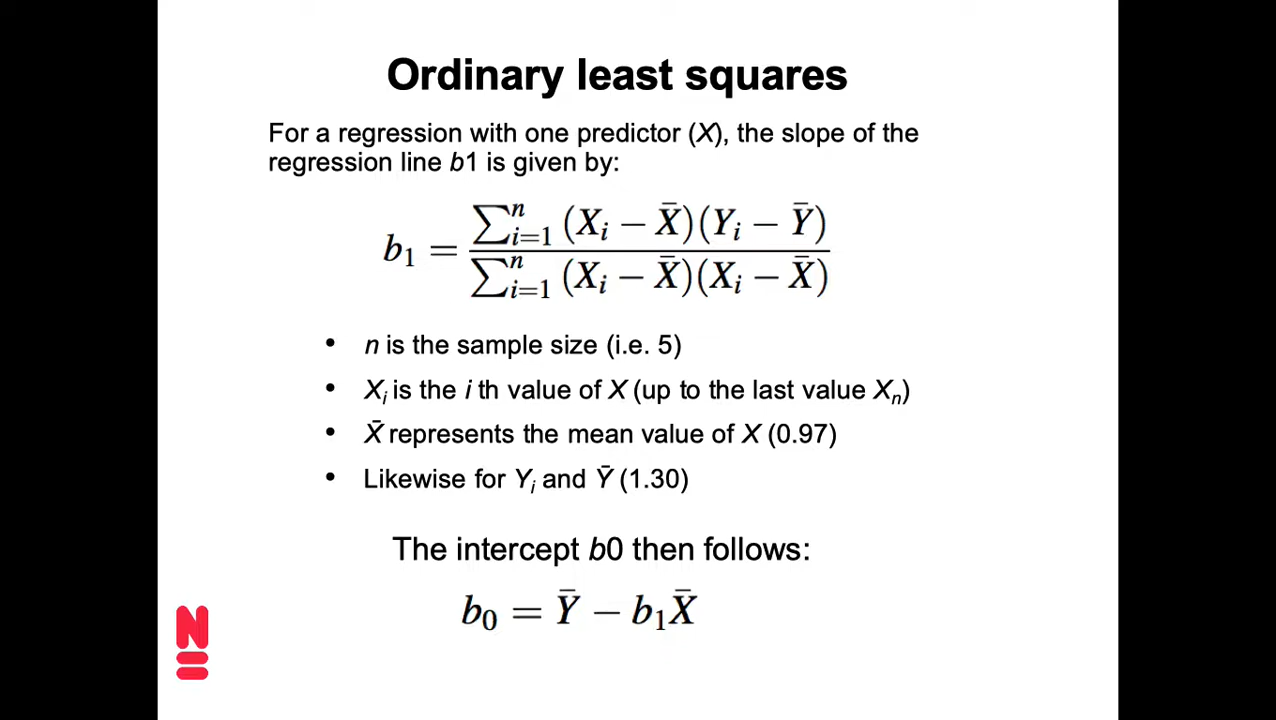 Ordinary least squares
For a regression with one predictor (X), the slope of the
regression line b1 is given by:
b₁ = ∑ⁿᵢ₌₁ (Xᵢ − X̄)(Yᵢ − Ȳ) / ∑ⁿᵢ₌₁ (Xᵢ − X̄)(Xᵢ − X̄)
• n is the sample size (i.e. 5)
• Xᵢ is the i th value of X (up to the last value Xₙ)
• X̄ represents the mean value of X (0.97)
• Likewise for Yᵢ and Ȳ (1.30)
The intercept b0 then follows:
b₀ = Ȳ − b₁X̄
N